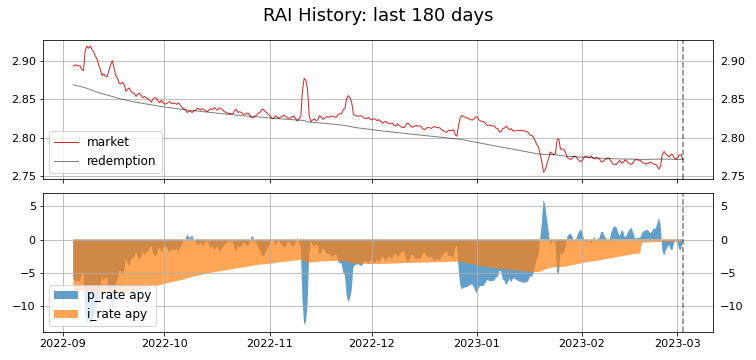 RAI History: last 180 days
2.90
2.85
2.80
2.75
2.90
2.85
2.80
2.75
market
redemption
5
0
−5
−10
5
0
−5
−10
p_rate apy
i_rate apy
2022-09 2022-10 2022-11 2022-12 2023-01 2023-02 2023-03